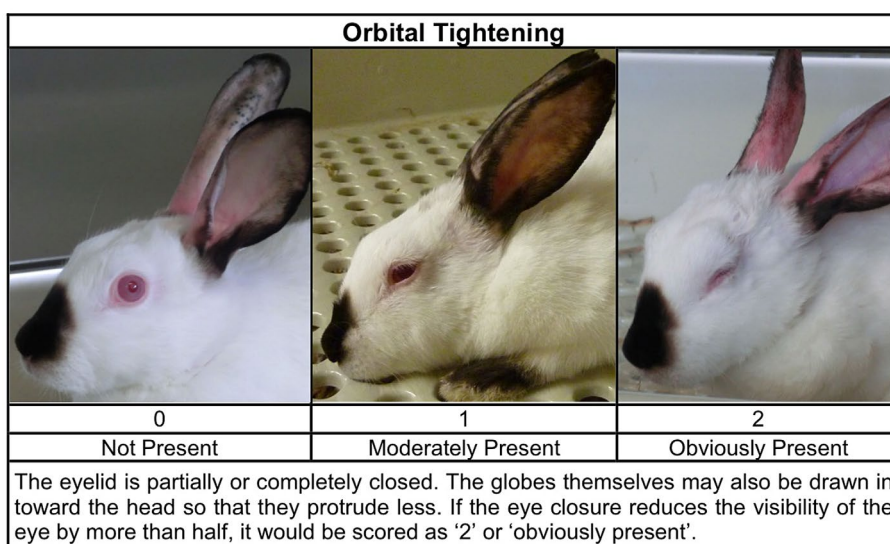 Orbital Tightening
0
1
2
Not Present
Moderately Present
Obviously Present
The eyelid is partially or completely closed. The globes themselves may also be drawn in
toward the head so that they protrude less. If the eye closure reduces the visibility of the
eye by more than half, it would be scored as ‘2’ or ‘obviously present’.